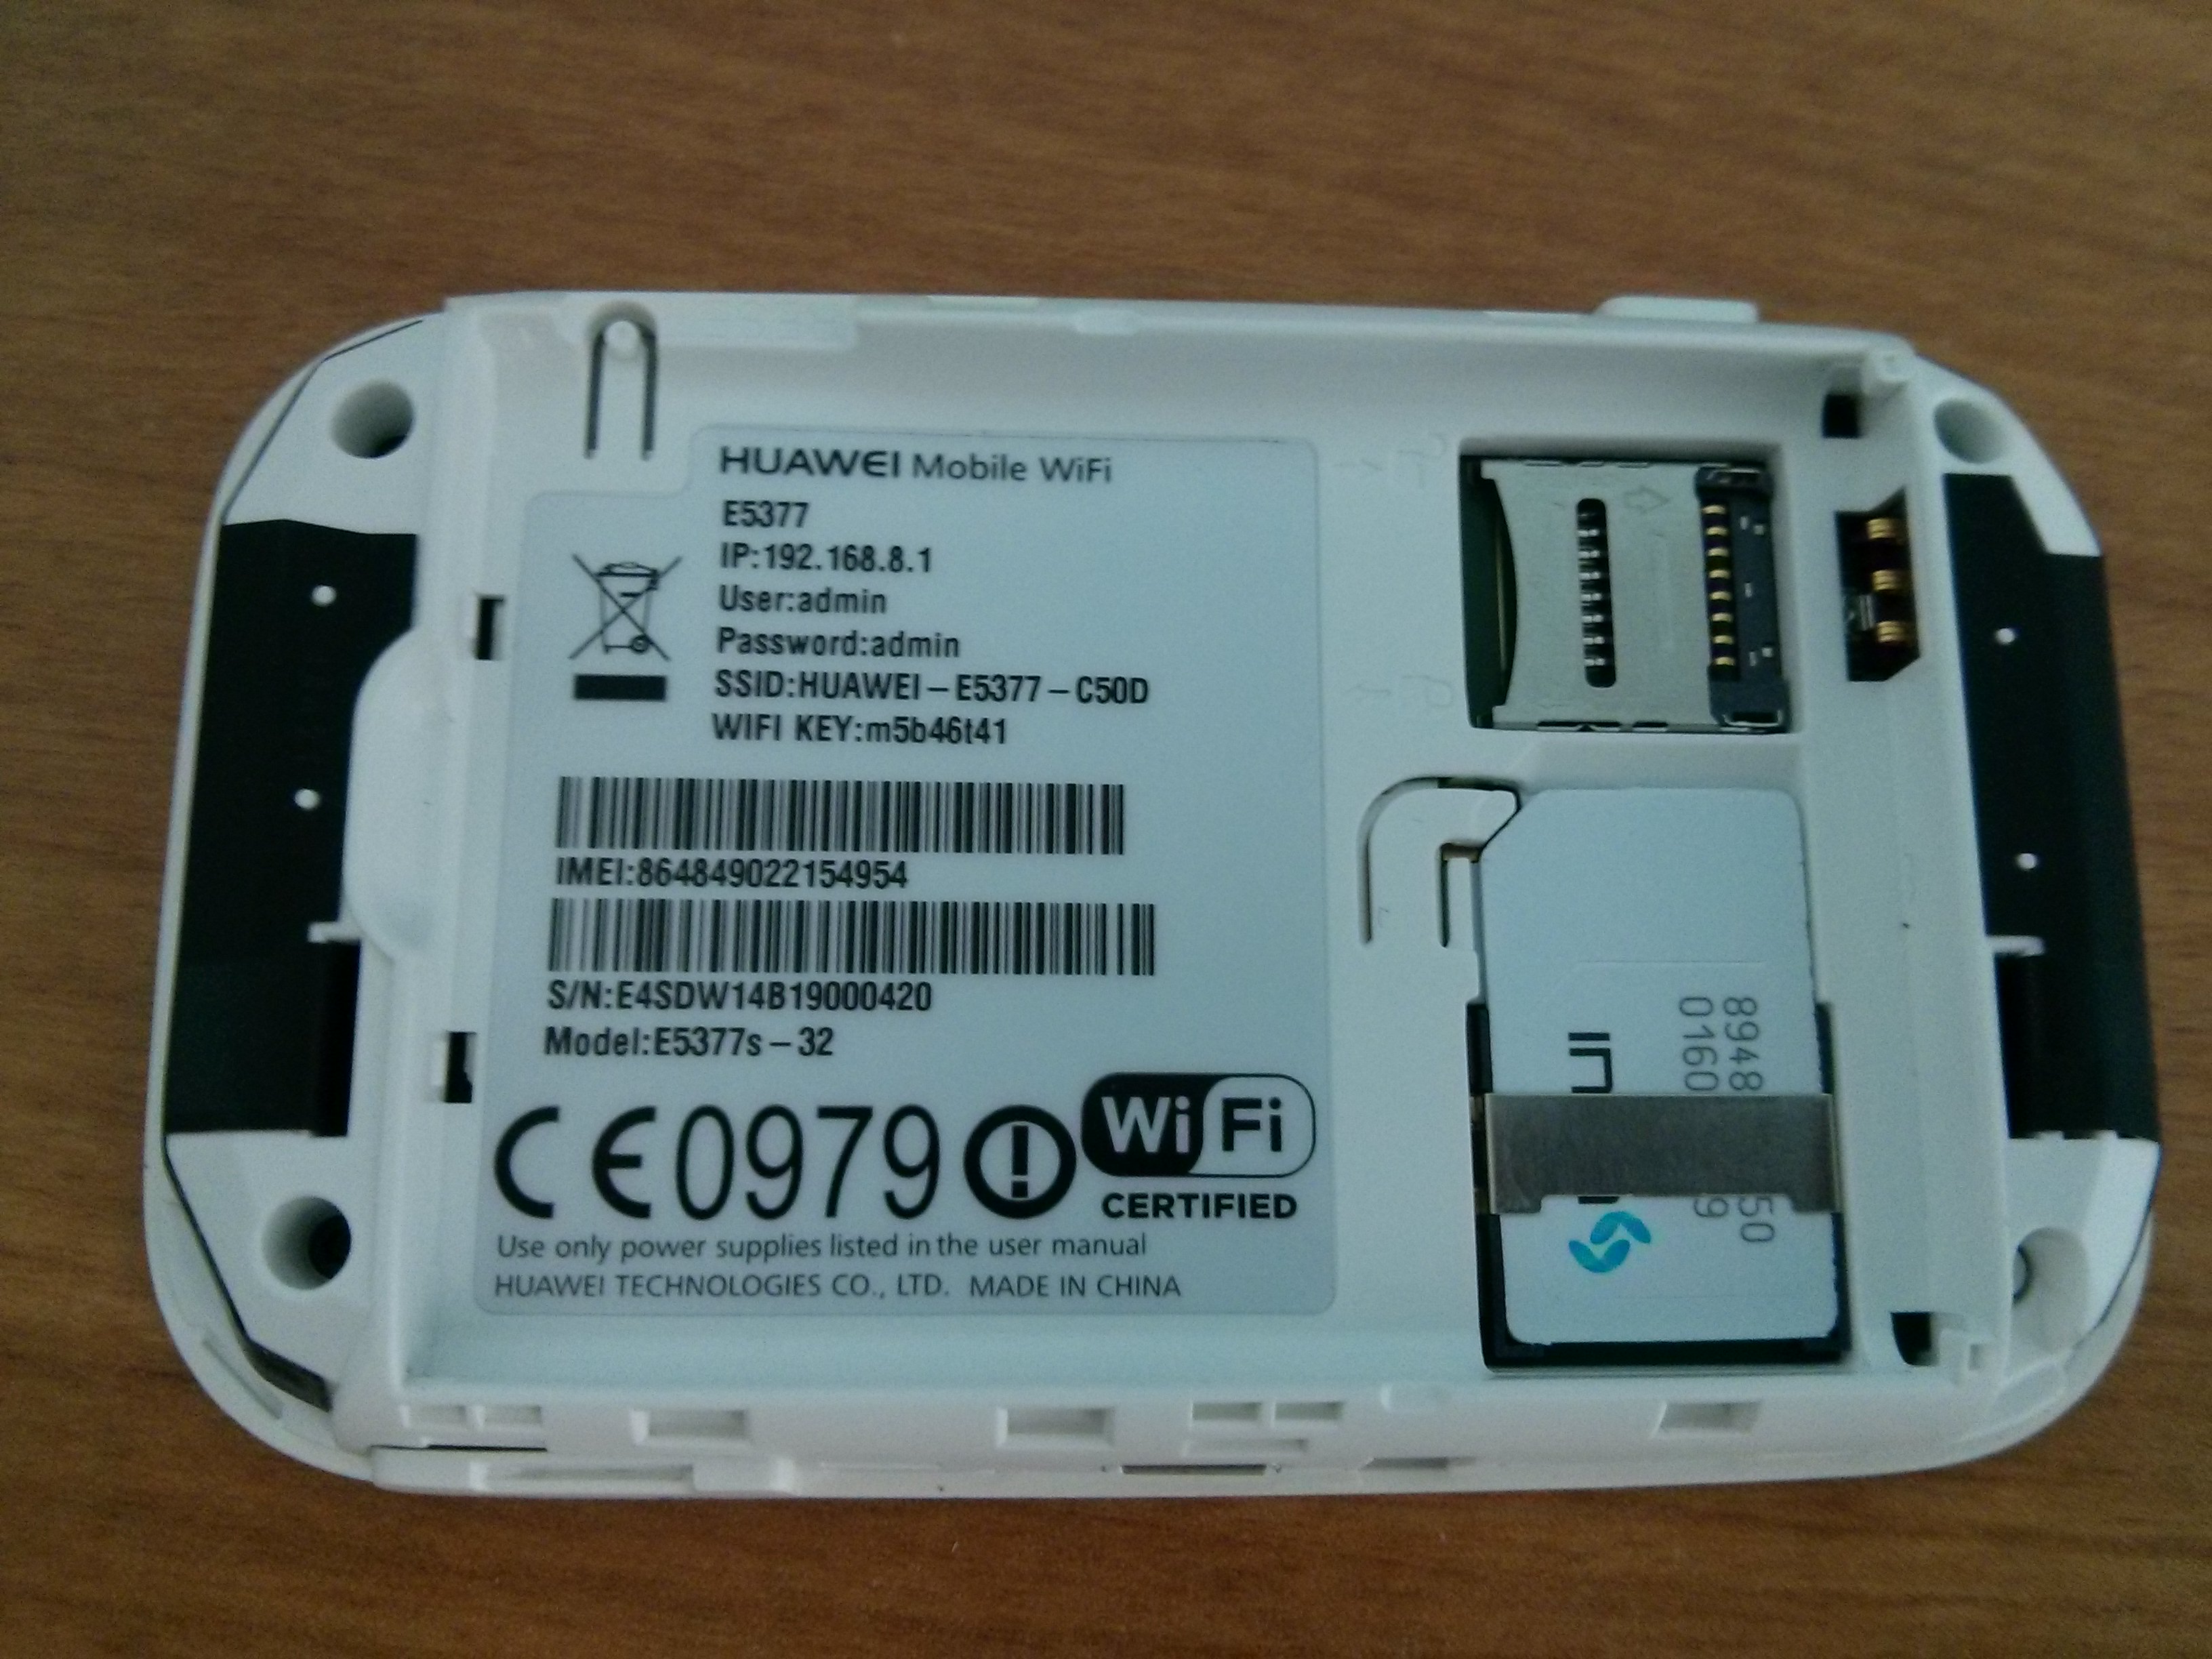 HUAWEI Mobile WiFi
E5377
IP:192.168.8.1
User:admin
Password:admin
SSID:HUAWEI-E5377-C50D
WIFI KEY:m5b46t41
IMEI:864849022154954
S/N:E4SDW14B19000420
Model:E5377s-32
CE0979
WiFi
CERTIFIED
Use only power supplies listed in the user manual
HUAWEI TECHNOLOGIES CO., LTD. MADE IN CHINA
8948
50
0160
9
in